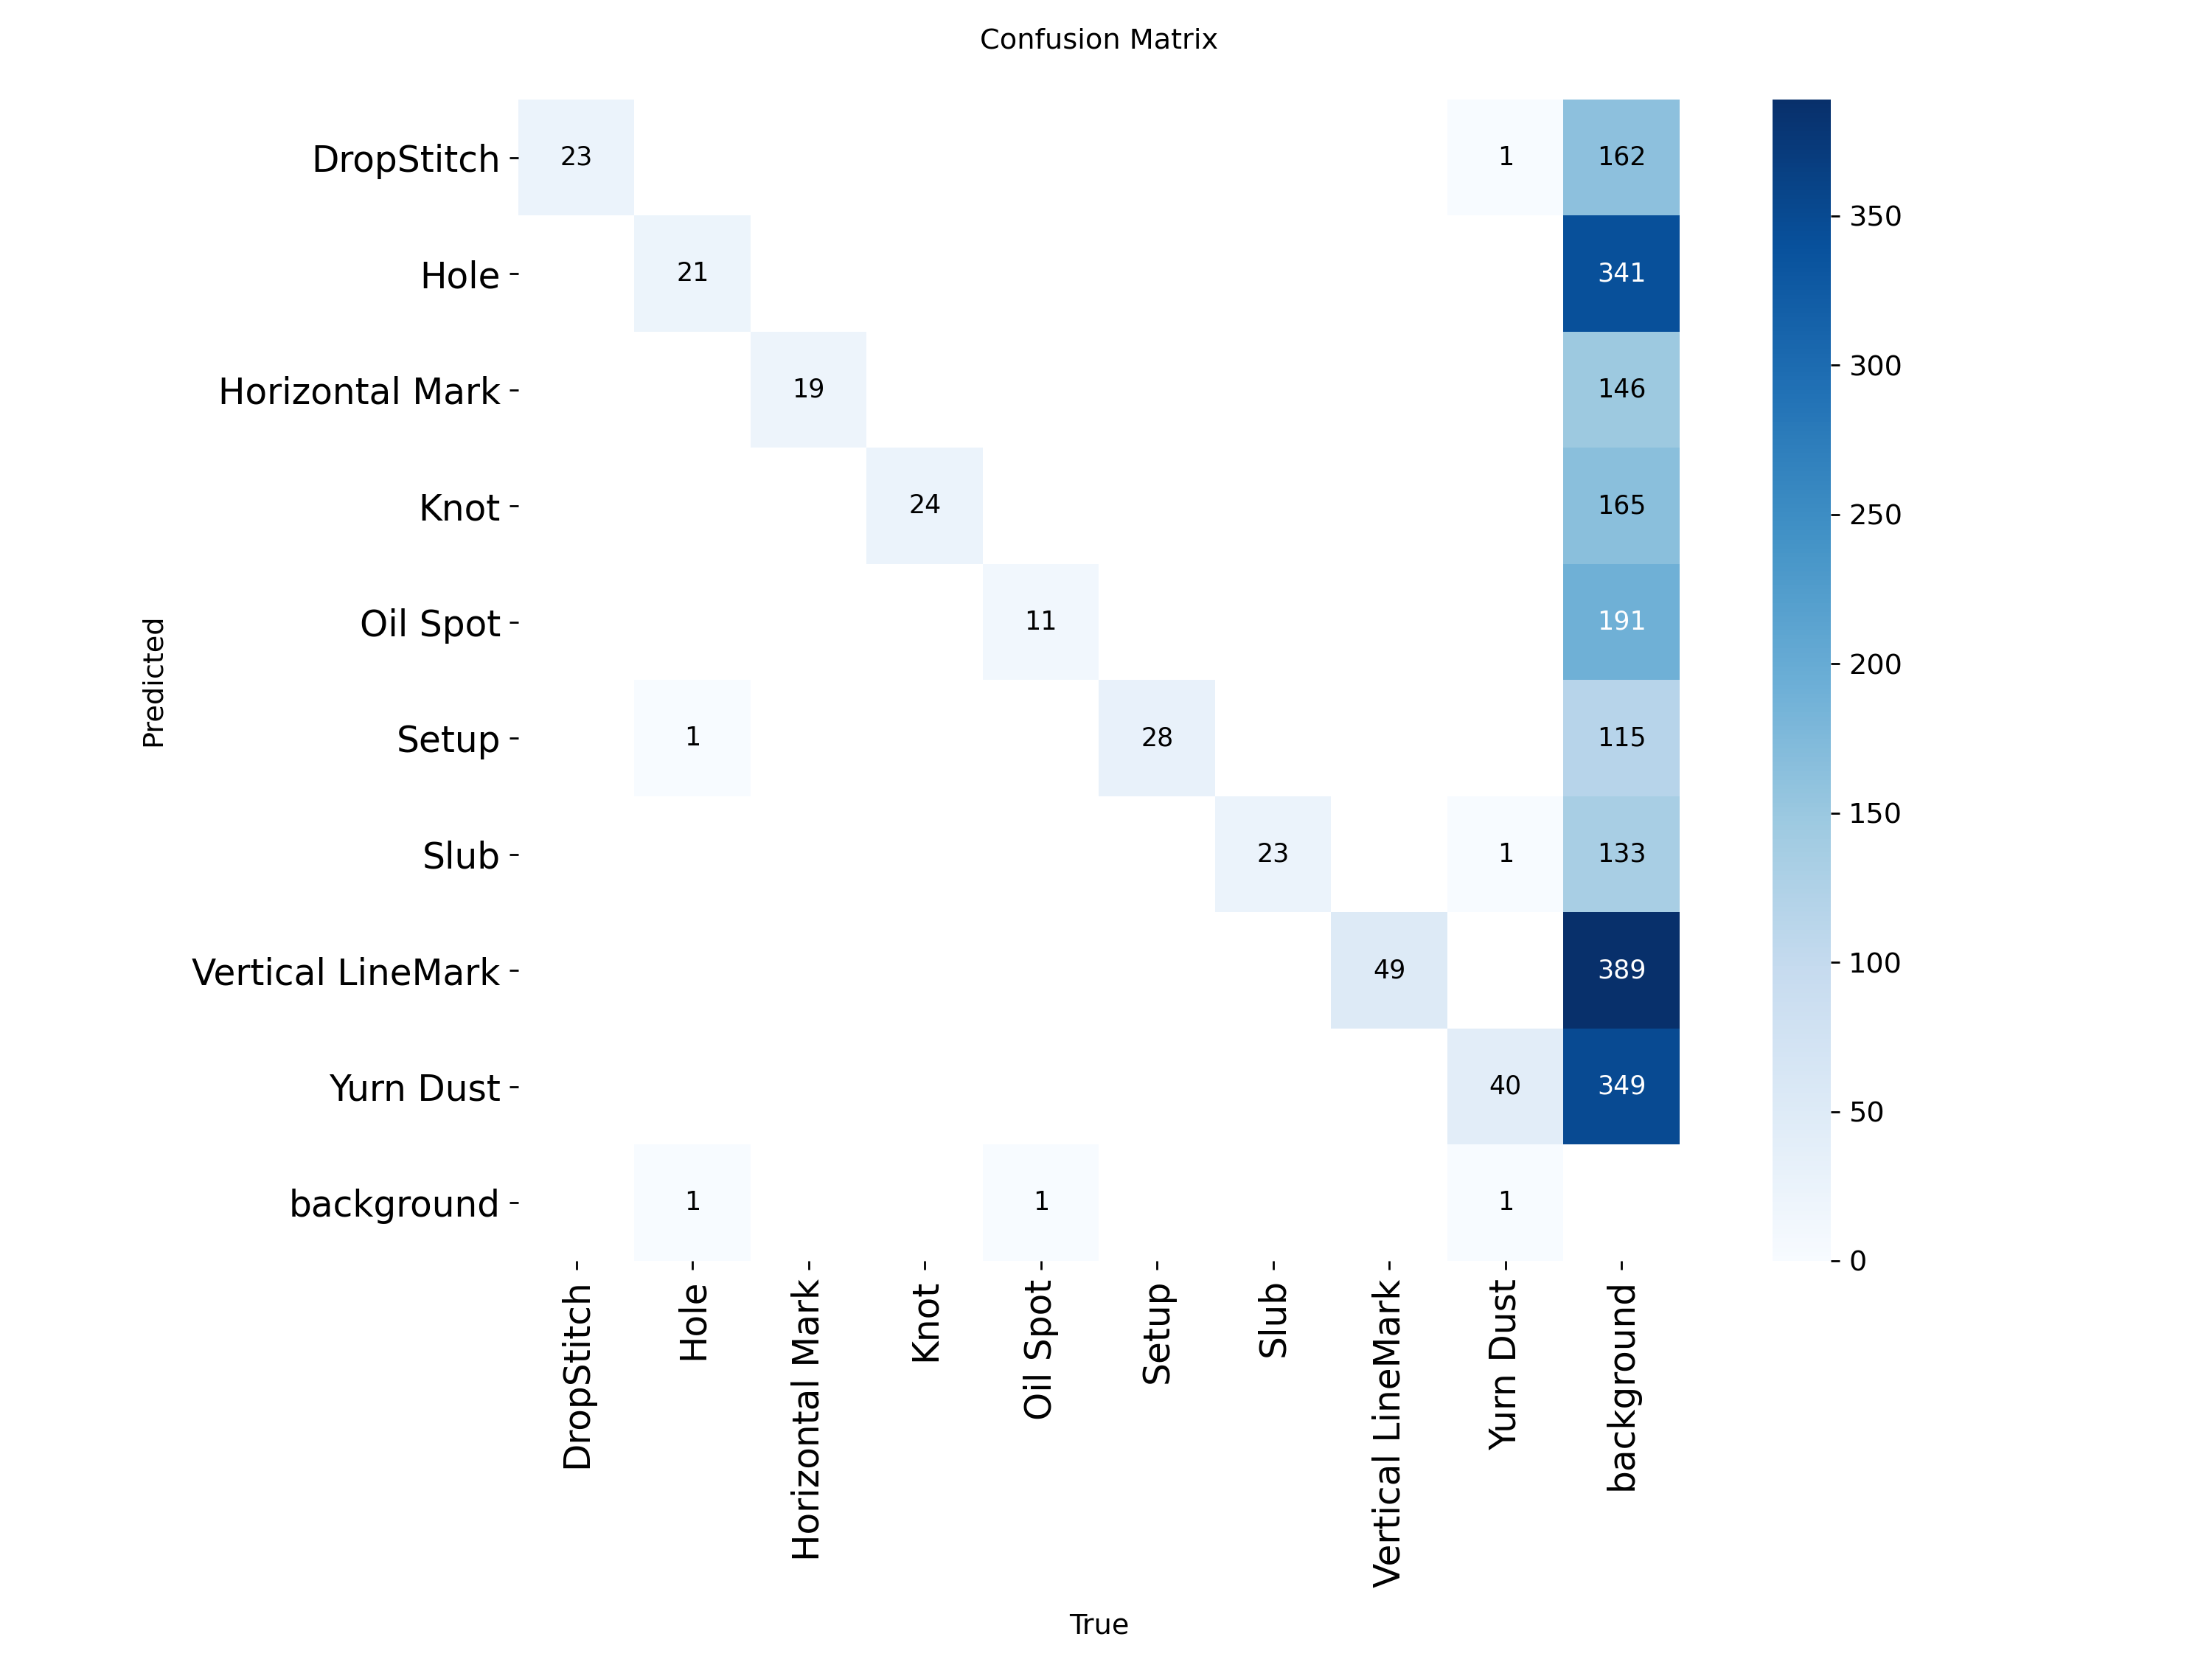 Confusion Matrix
DropStitch 23 1 162
Hole 21 341
Horizontal Mark 19 146
Knot 24 165
Oil Spot 11 191
Setup 1 28 115
Slub 23 1 133
Vertical LineMark 49 389
Yurn Dust 40 349
background 1 1 1
Predicted
DropStitch
Hole
Horizontal Mark
Knot
Oil Spot
Setup
Slub
Vertical LineMark
Yurn Dust
background
True
350
300
250
200
150
100
50
0